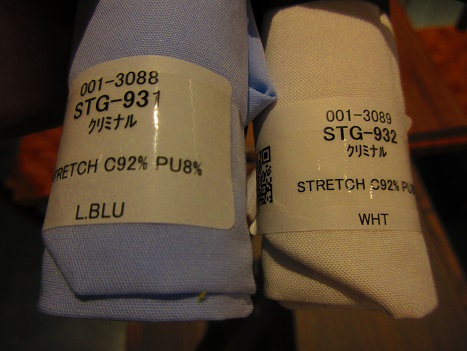 001-3088
STG-931
クリミナル
STRETCH C92% PU8%
L.BLU
001-3089
STG-932
クリミナル
STRETCH C92% PU
WHT